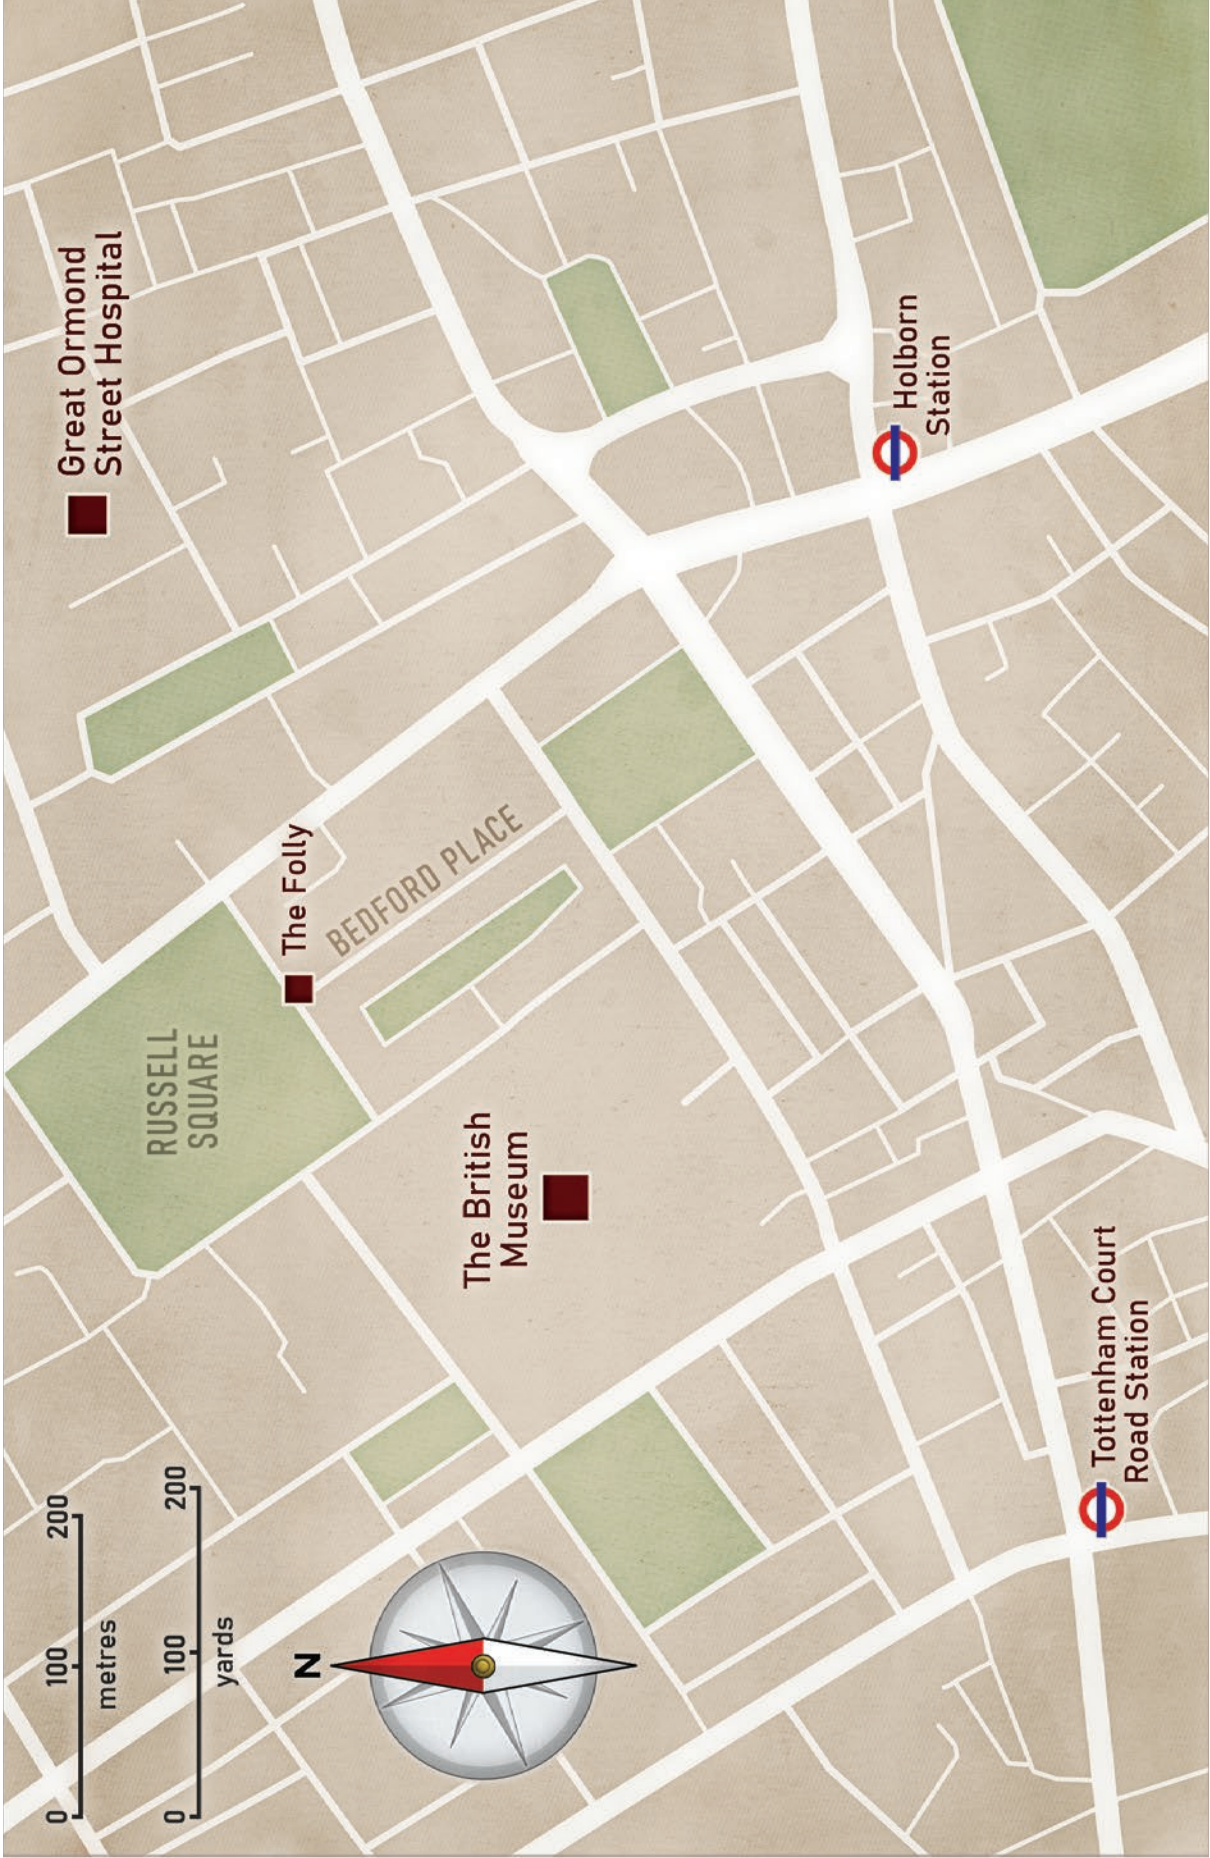 0 100 200
metres
0 100 200
yards
N
RUSSELL
SQUARE
The Folly
BEDFORD PLACE
Great Ormond
Street Hospital
The British
Museum
Holborn
Station
Tottenham Court
Road Station